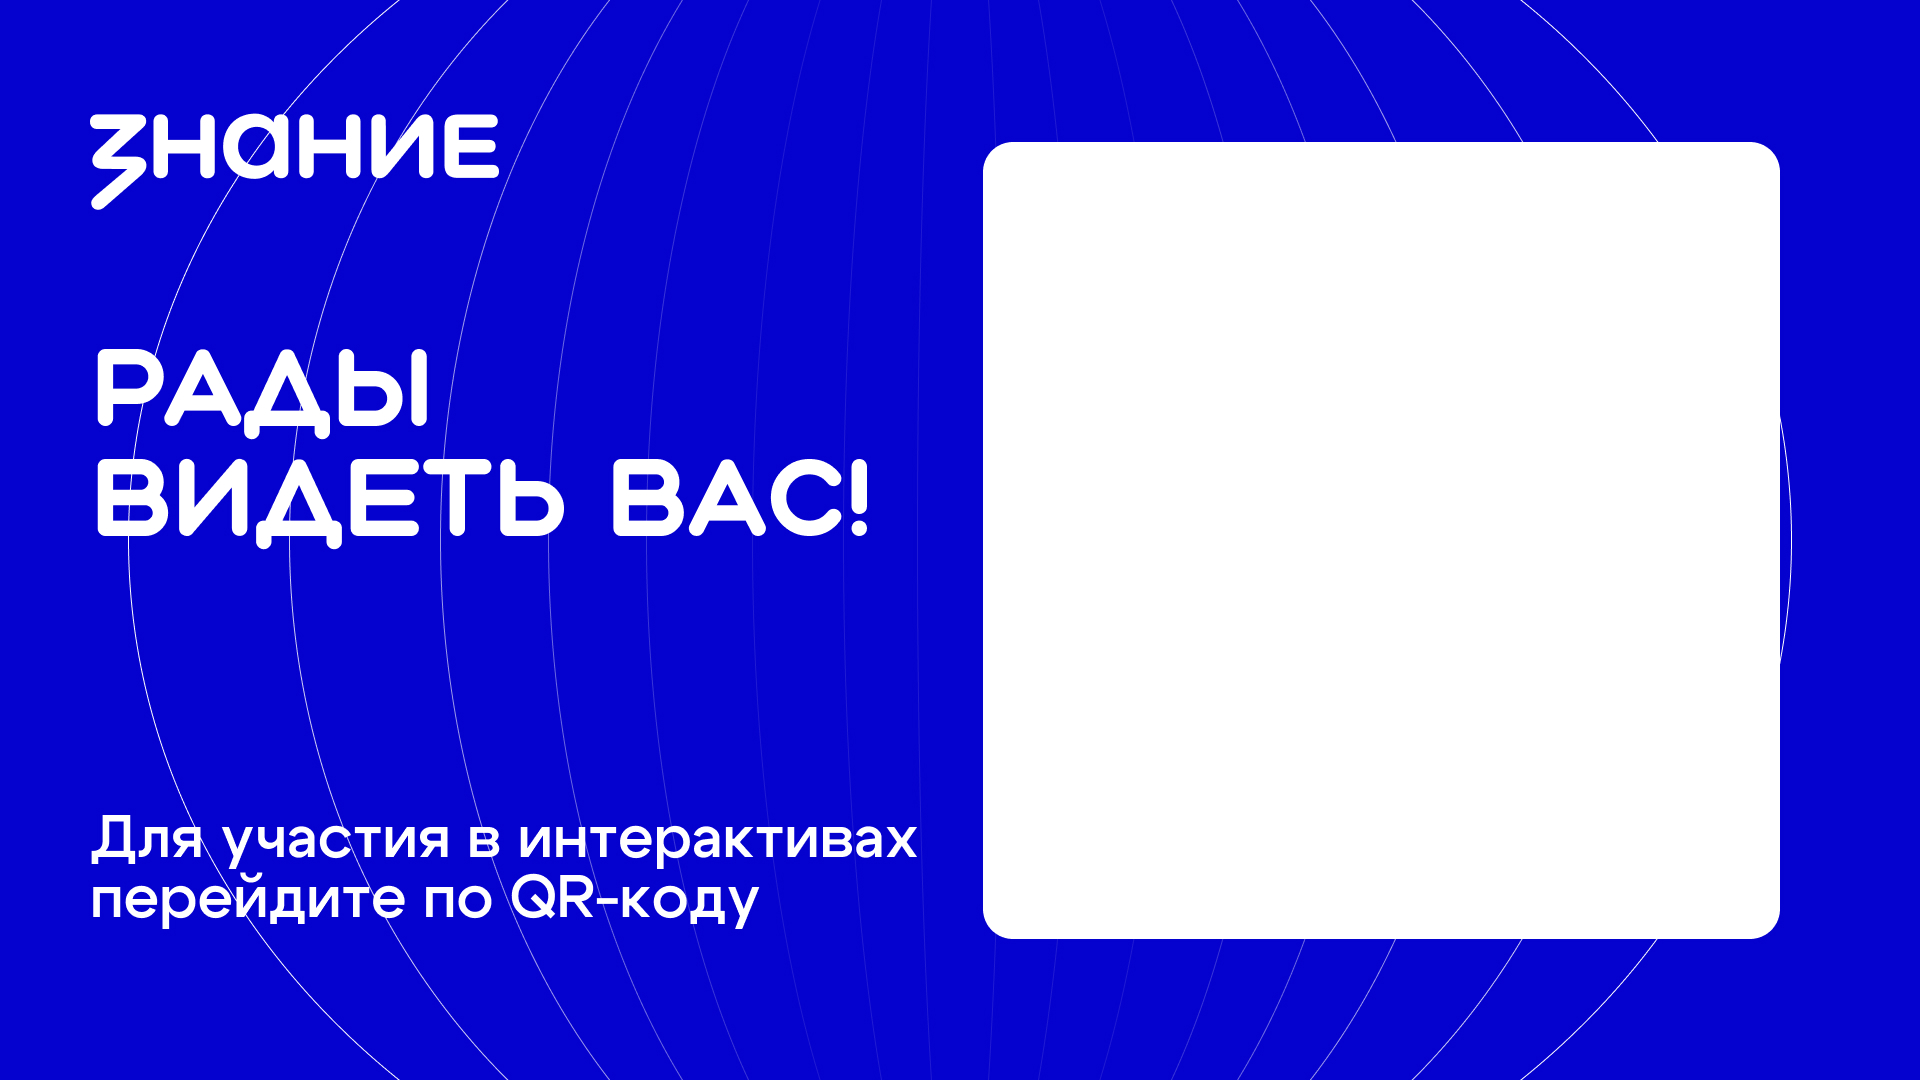 знание
РАДЫ
ВИДЕТЬ ВАС!
Для участия в интерактивах
перейдите по QR-коду